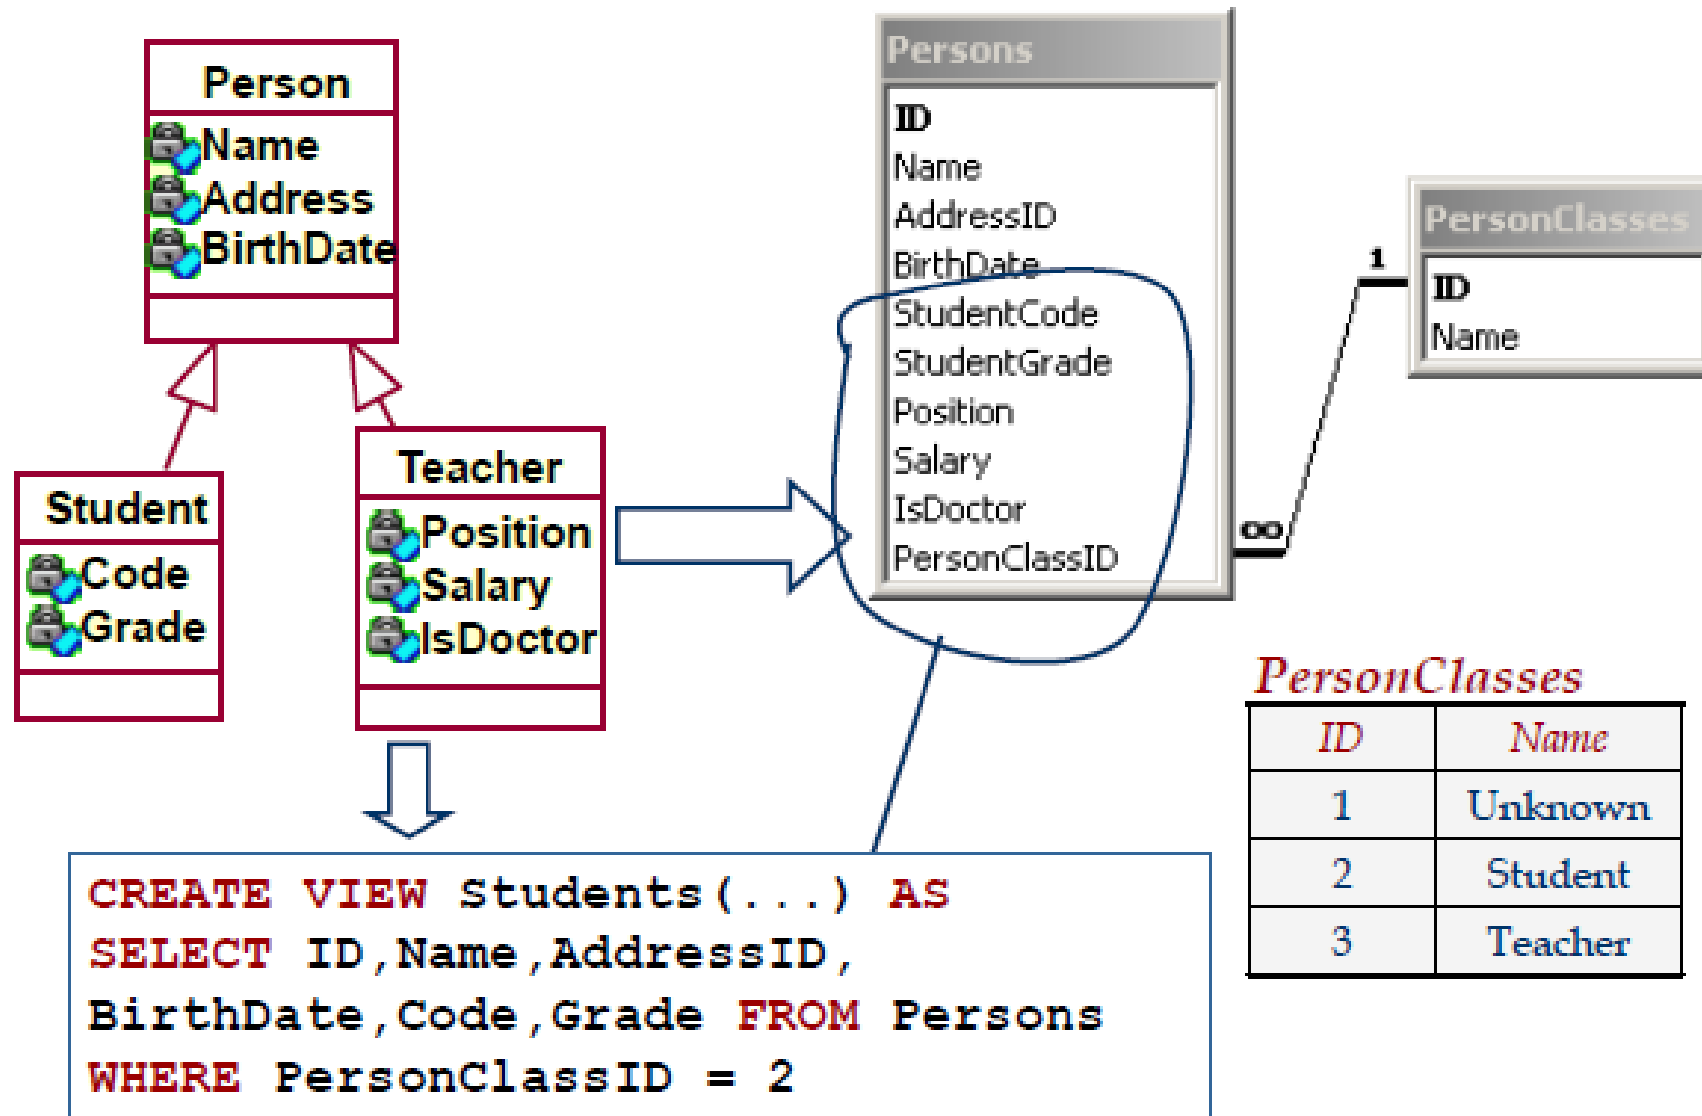 Person
Name
Address
BirthDate
Student
Code
Grade
Teacher
Position
Salary
IsDoctor
Persons
ID
Name
AddressID
BirthDate
StudentCode
StudentGrade
Position
Salary
IsDoctor
PersonClassID
1
∞
PersonClasses
ID
Name
PersonClasses
ID Name
1 Unknown
2 Student
3 Teacher
CREATE VIEW Students(...) AS
SELECT ID,Name,AddressID,
BirthDate,Code,Grade FROM Persons
WHERE PersonClassID = 2